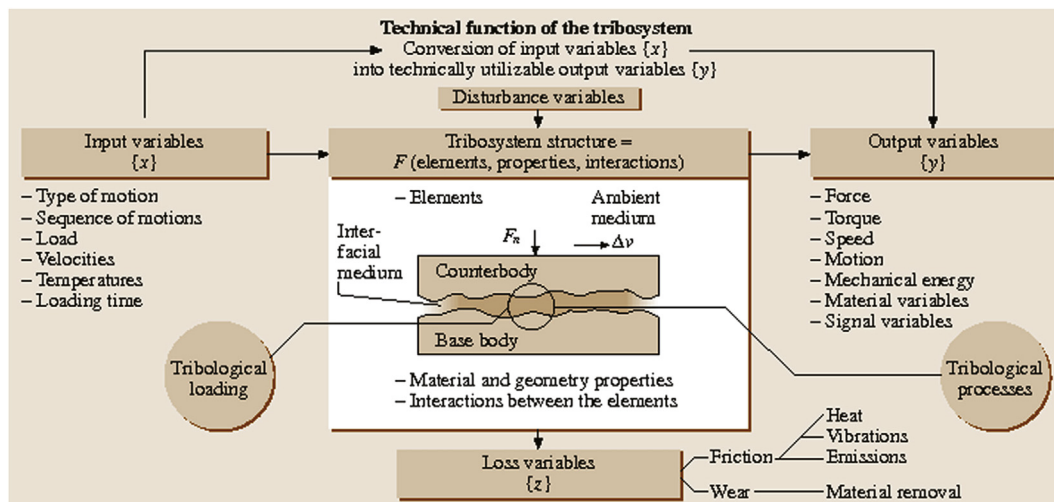 Technical function of the tribosystem
Conversion of input variables {x}
into technically utilizable output variables {y}
Disturbance variables
Input variables
{x}
– Type of motion
– Sequence of motions
– Load
– Velocities
– Temperatures
– Loading time
Tribosystem structure =
F (elements, properties, interactions)
– Elements
Ambient
medium
Inter-
facial
medium
Fn
Δv
Counterbody
Base body
– Material and geometry properties
– Interactions between the elements
Output variables
{y}
– Force
– Torque
– Speed
– Motion
– Mechanical energy
– Material variables
– Signal variables
Tribological
loading
Tribological
processes
Loss variables
{z}
Friction
Heat
Vibrations
Emissions
Wear
Material removal